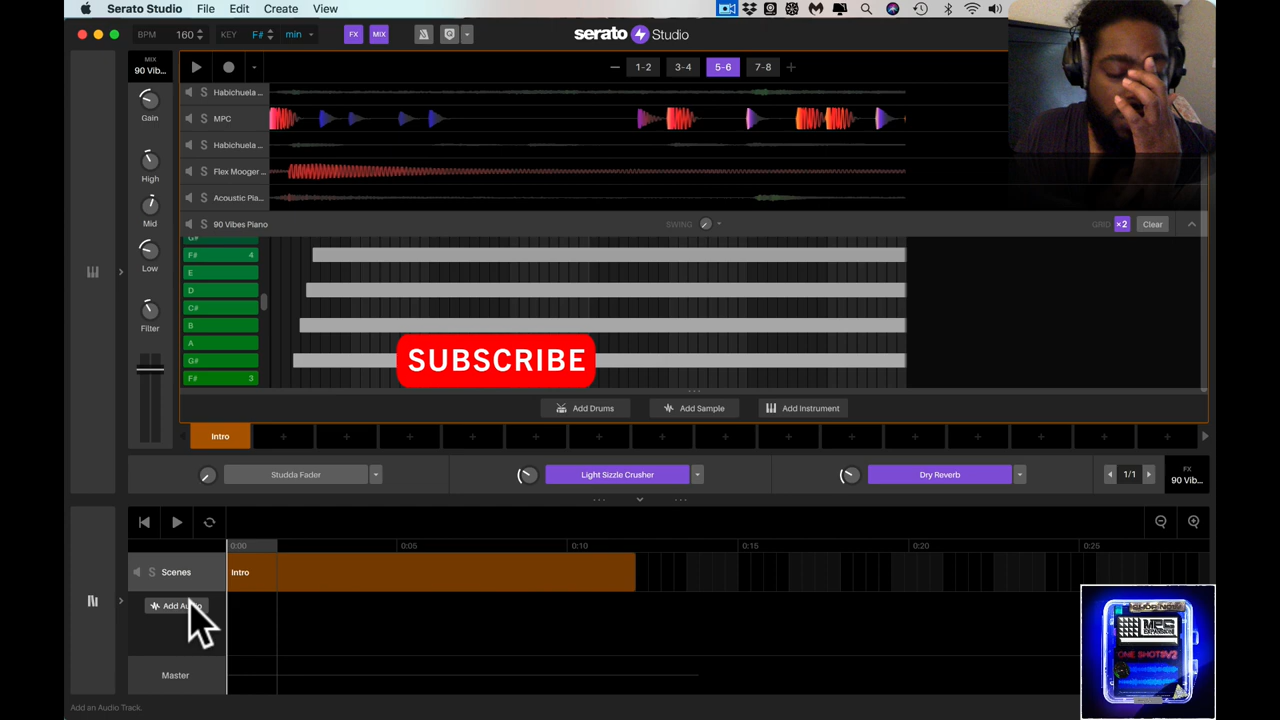 Serato Studio File Edit Create View
BPM 160 KEY F# min FX MIX serato Studio
MIX
90 Vib...
1-2 3-4 5-6 7-8
Gain
High
Mid
Low
Filter
Habichuela ...
MPC
Habichuela ...
Flex Mooger ...
Acoustic Pia...
90 Vibes Piano SWING GRID ×2 Clear
G#
F# 4
E
D
C#
B
A
G#
F# 3
SUBSCRIBE
Add Drums Add Sample Add Instrument
Intro
Studda Fader Light Sizzle Crusher Dry Reverb 1/1
FX
90 Vib...
0:00 0:05 0:10 0:15 0:20 0:25
S Scenes Intro
Master
Add an Audio Track.
MPC
EXPANSION
ONE SHOTS V2